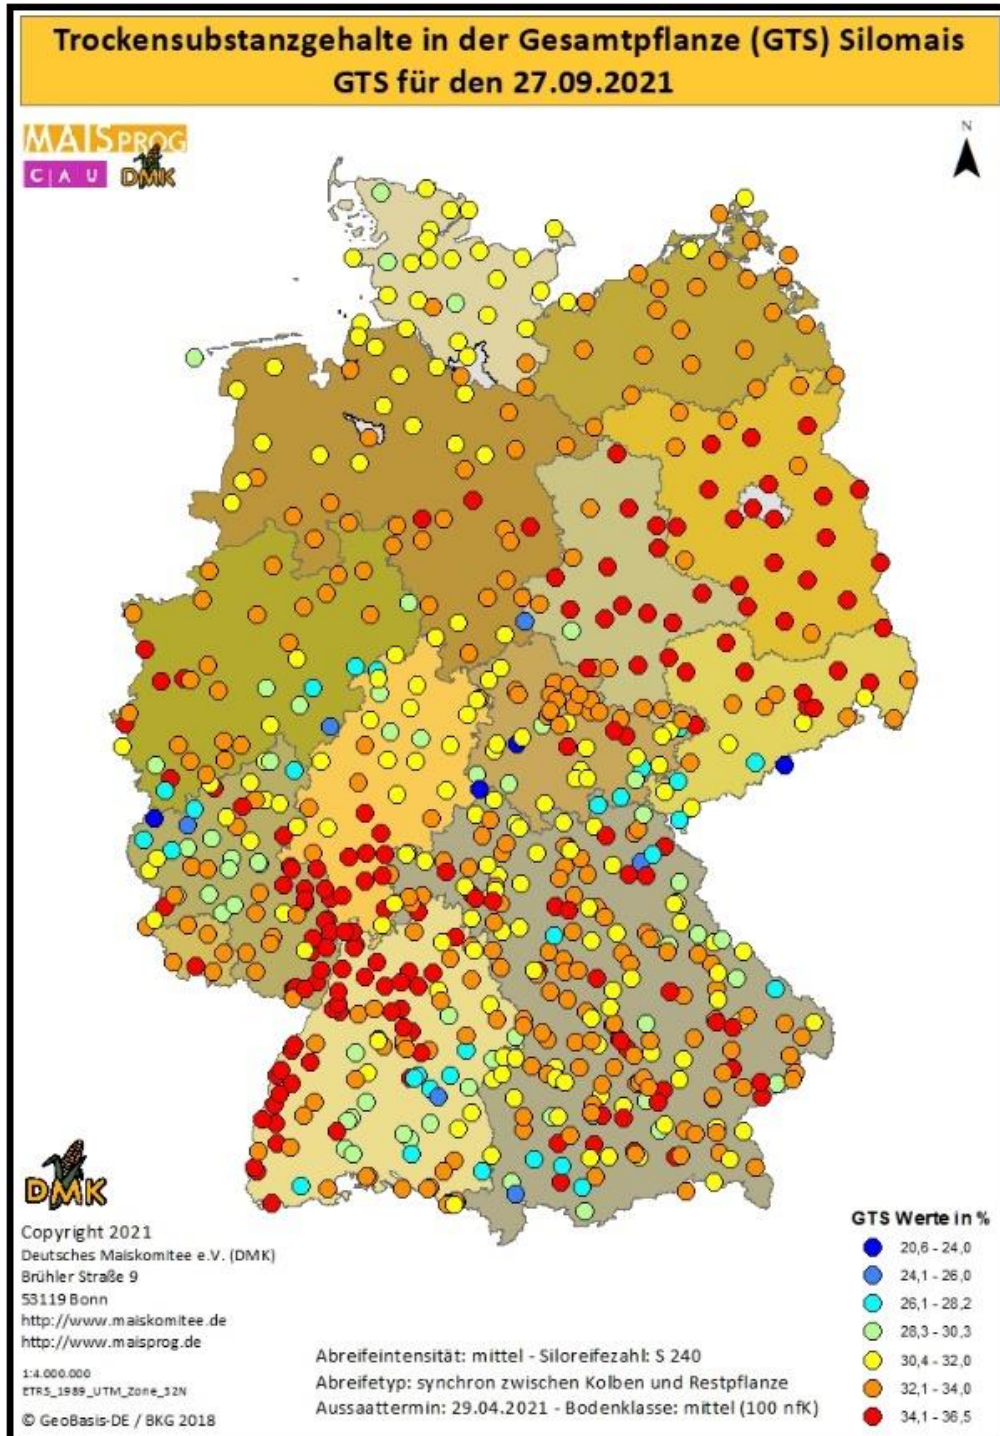 Trockensubstanzgehalte in der Gesamtpflanze (GTS) Silomais
GTS für den 27.09.2021
MAISPROG
C|A|U DMK
N
DMK
Copyright 2021
Deutsches Maiskomitee e.V. (DMK)
Brühler Straße 9
53119 Bonn
http://www.maiskomitee.de
http://www.maisprog.de
1:4.000.000
ETRS_1989_UTM_Zone_32N
© GeoBasis-DE / BKG 2018
Abreifeintensität: mittel - Siloreifezahl: S 240
Abreifetyp: synchron zwischen Kolben und Restpflanze
Aussaattermin: 29.04.2021 - Bodenklasse: mittel (100 nfK)
GTS Werte in %
20,6 - 24,0
24,1 - 26,0
26,1 - 28,2
28,3 - 30,3
30,4 - 32,0
32,1 - 34,0
34,1 - 36,5